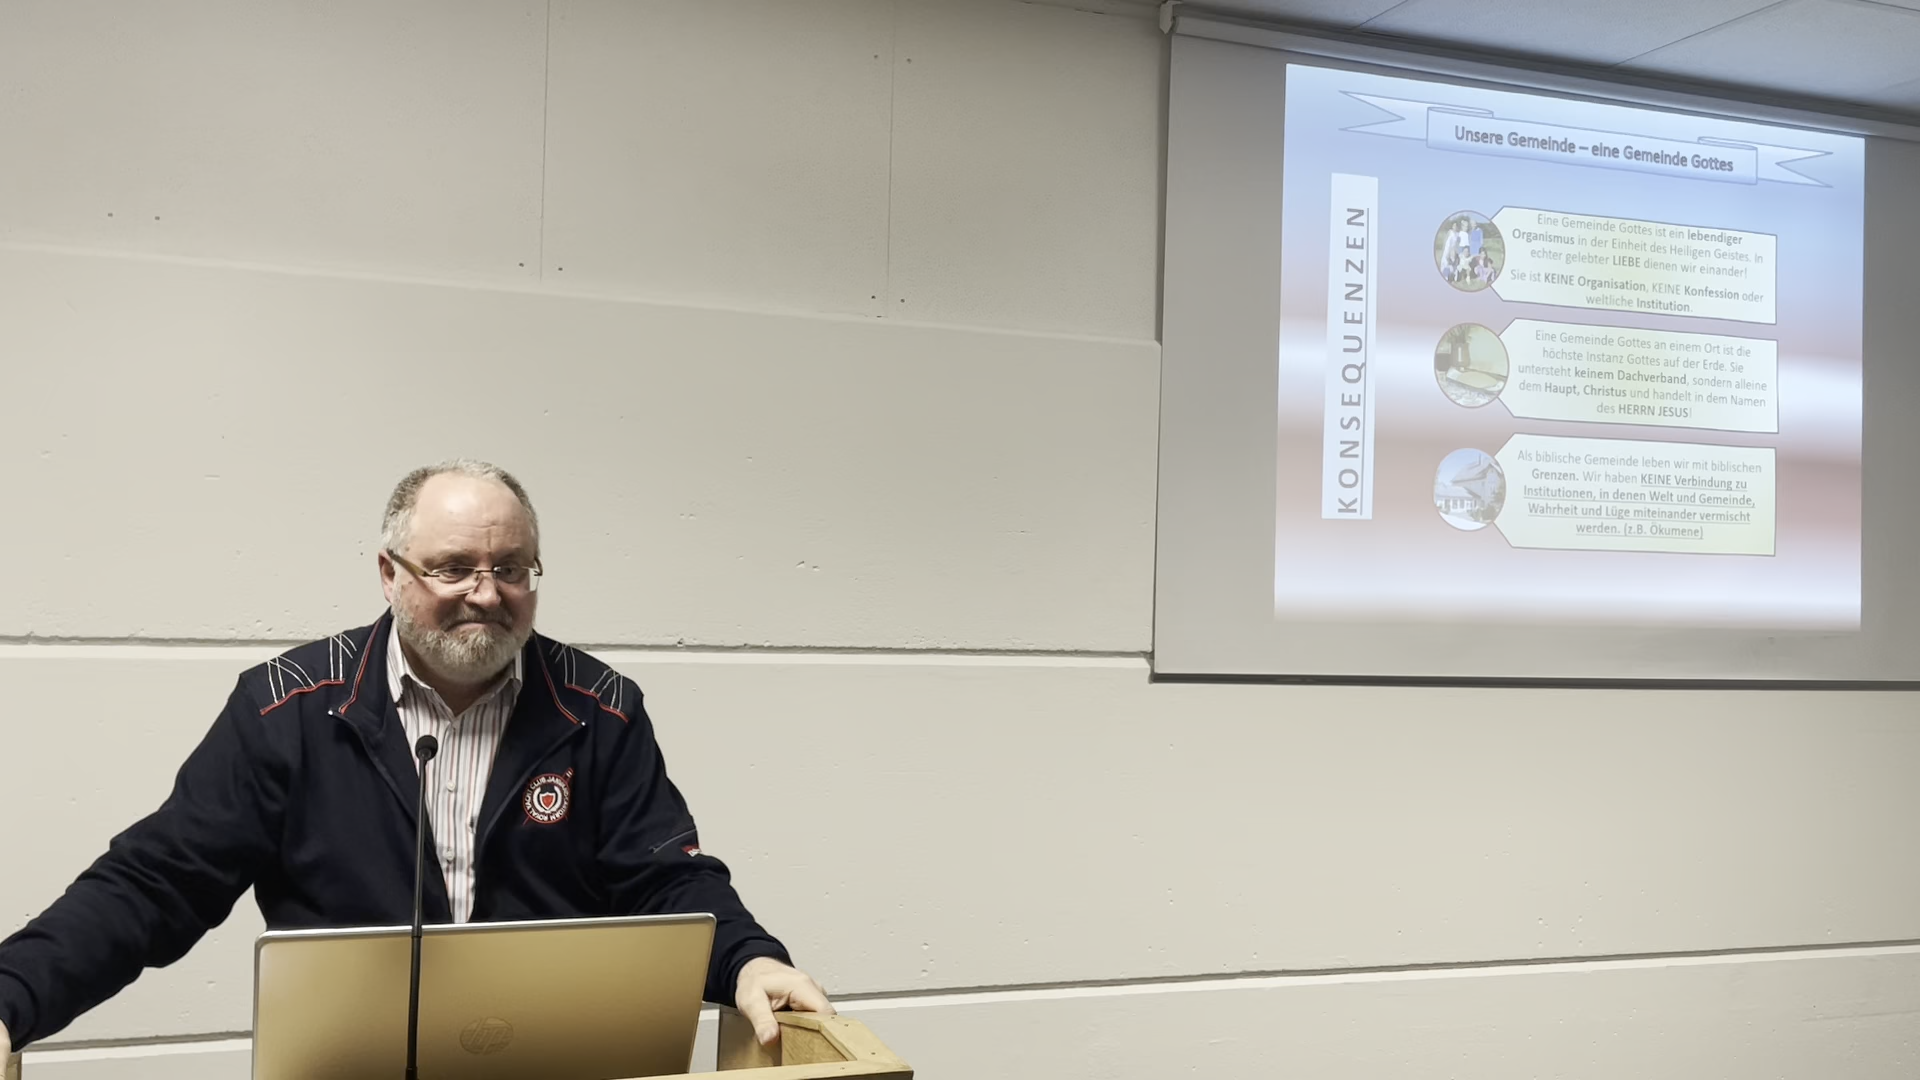 Unsere Gemeinde – eine Gemeinde Gottes
KONSEQUENZEN
Eine Gemeinde Gottes ist ein lebendiger
Organismus in der Einheit des Heiligen Geistes. In
echter gelebter LIEBE dienen wir einander!
Sie ist KEINE Organisation, KEINE Konfession oder
weltliche Institution.
Eine Gemeinde Gottes an einem Ort ist die
höchste Instanz Gottes auf der Erde. Sie
untersteht keinem Dachverband, sondern alleine
dem Haupt, Christus und handelt in dem Namen
des HERRN JESUS!
Als biblische Gemeinde leben wir mit biblischen
Grenzen. Wir haben KEINE Verbindung zu
Institutionen, in denen Welt und Gemeinde,
Wahrheit und Lüge miteinander vermischt
werden. (z.B. Ökumene)
hp